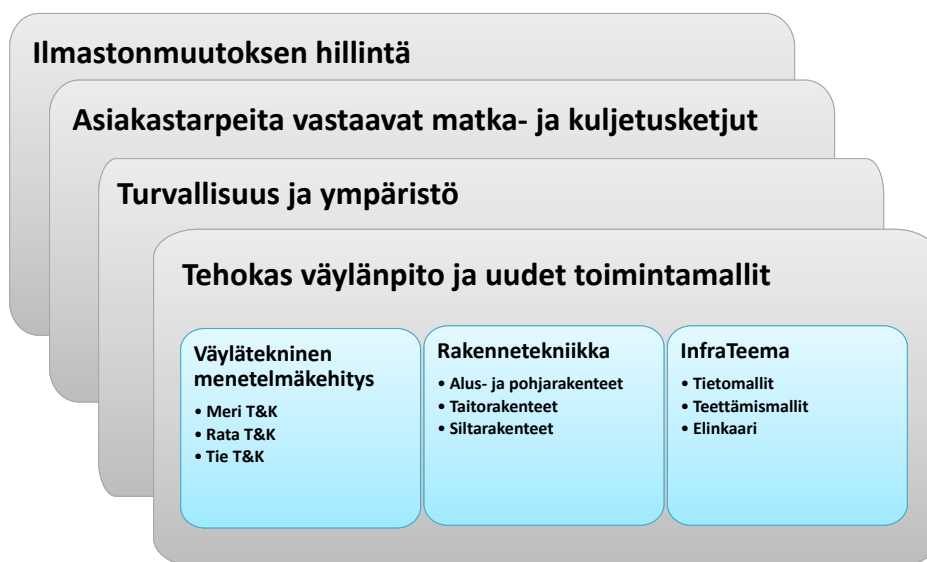 Ilmastonmuutoksen hillintä
Asiakastarpeita vastaavat matka- ja kuljetusketjut
Turvallisuus ja ympäristö
Tehokas väylänpito ja uudet toimintamallit
Väylätekninen
menetelmäkehitys
• Meri T&K
• Rata T&K
• Tie T&K
Rakennetekniikka
• Alus- ja pohjarakenteet
• Taitorakenteet
• Siltarakenteet
InfraTeema
• Tietomallit
• Teettämismallit
• Elinkaari